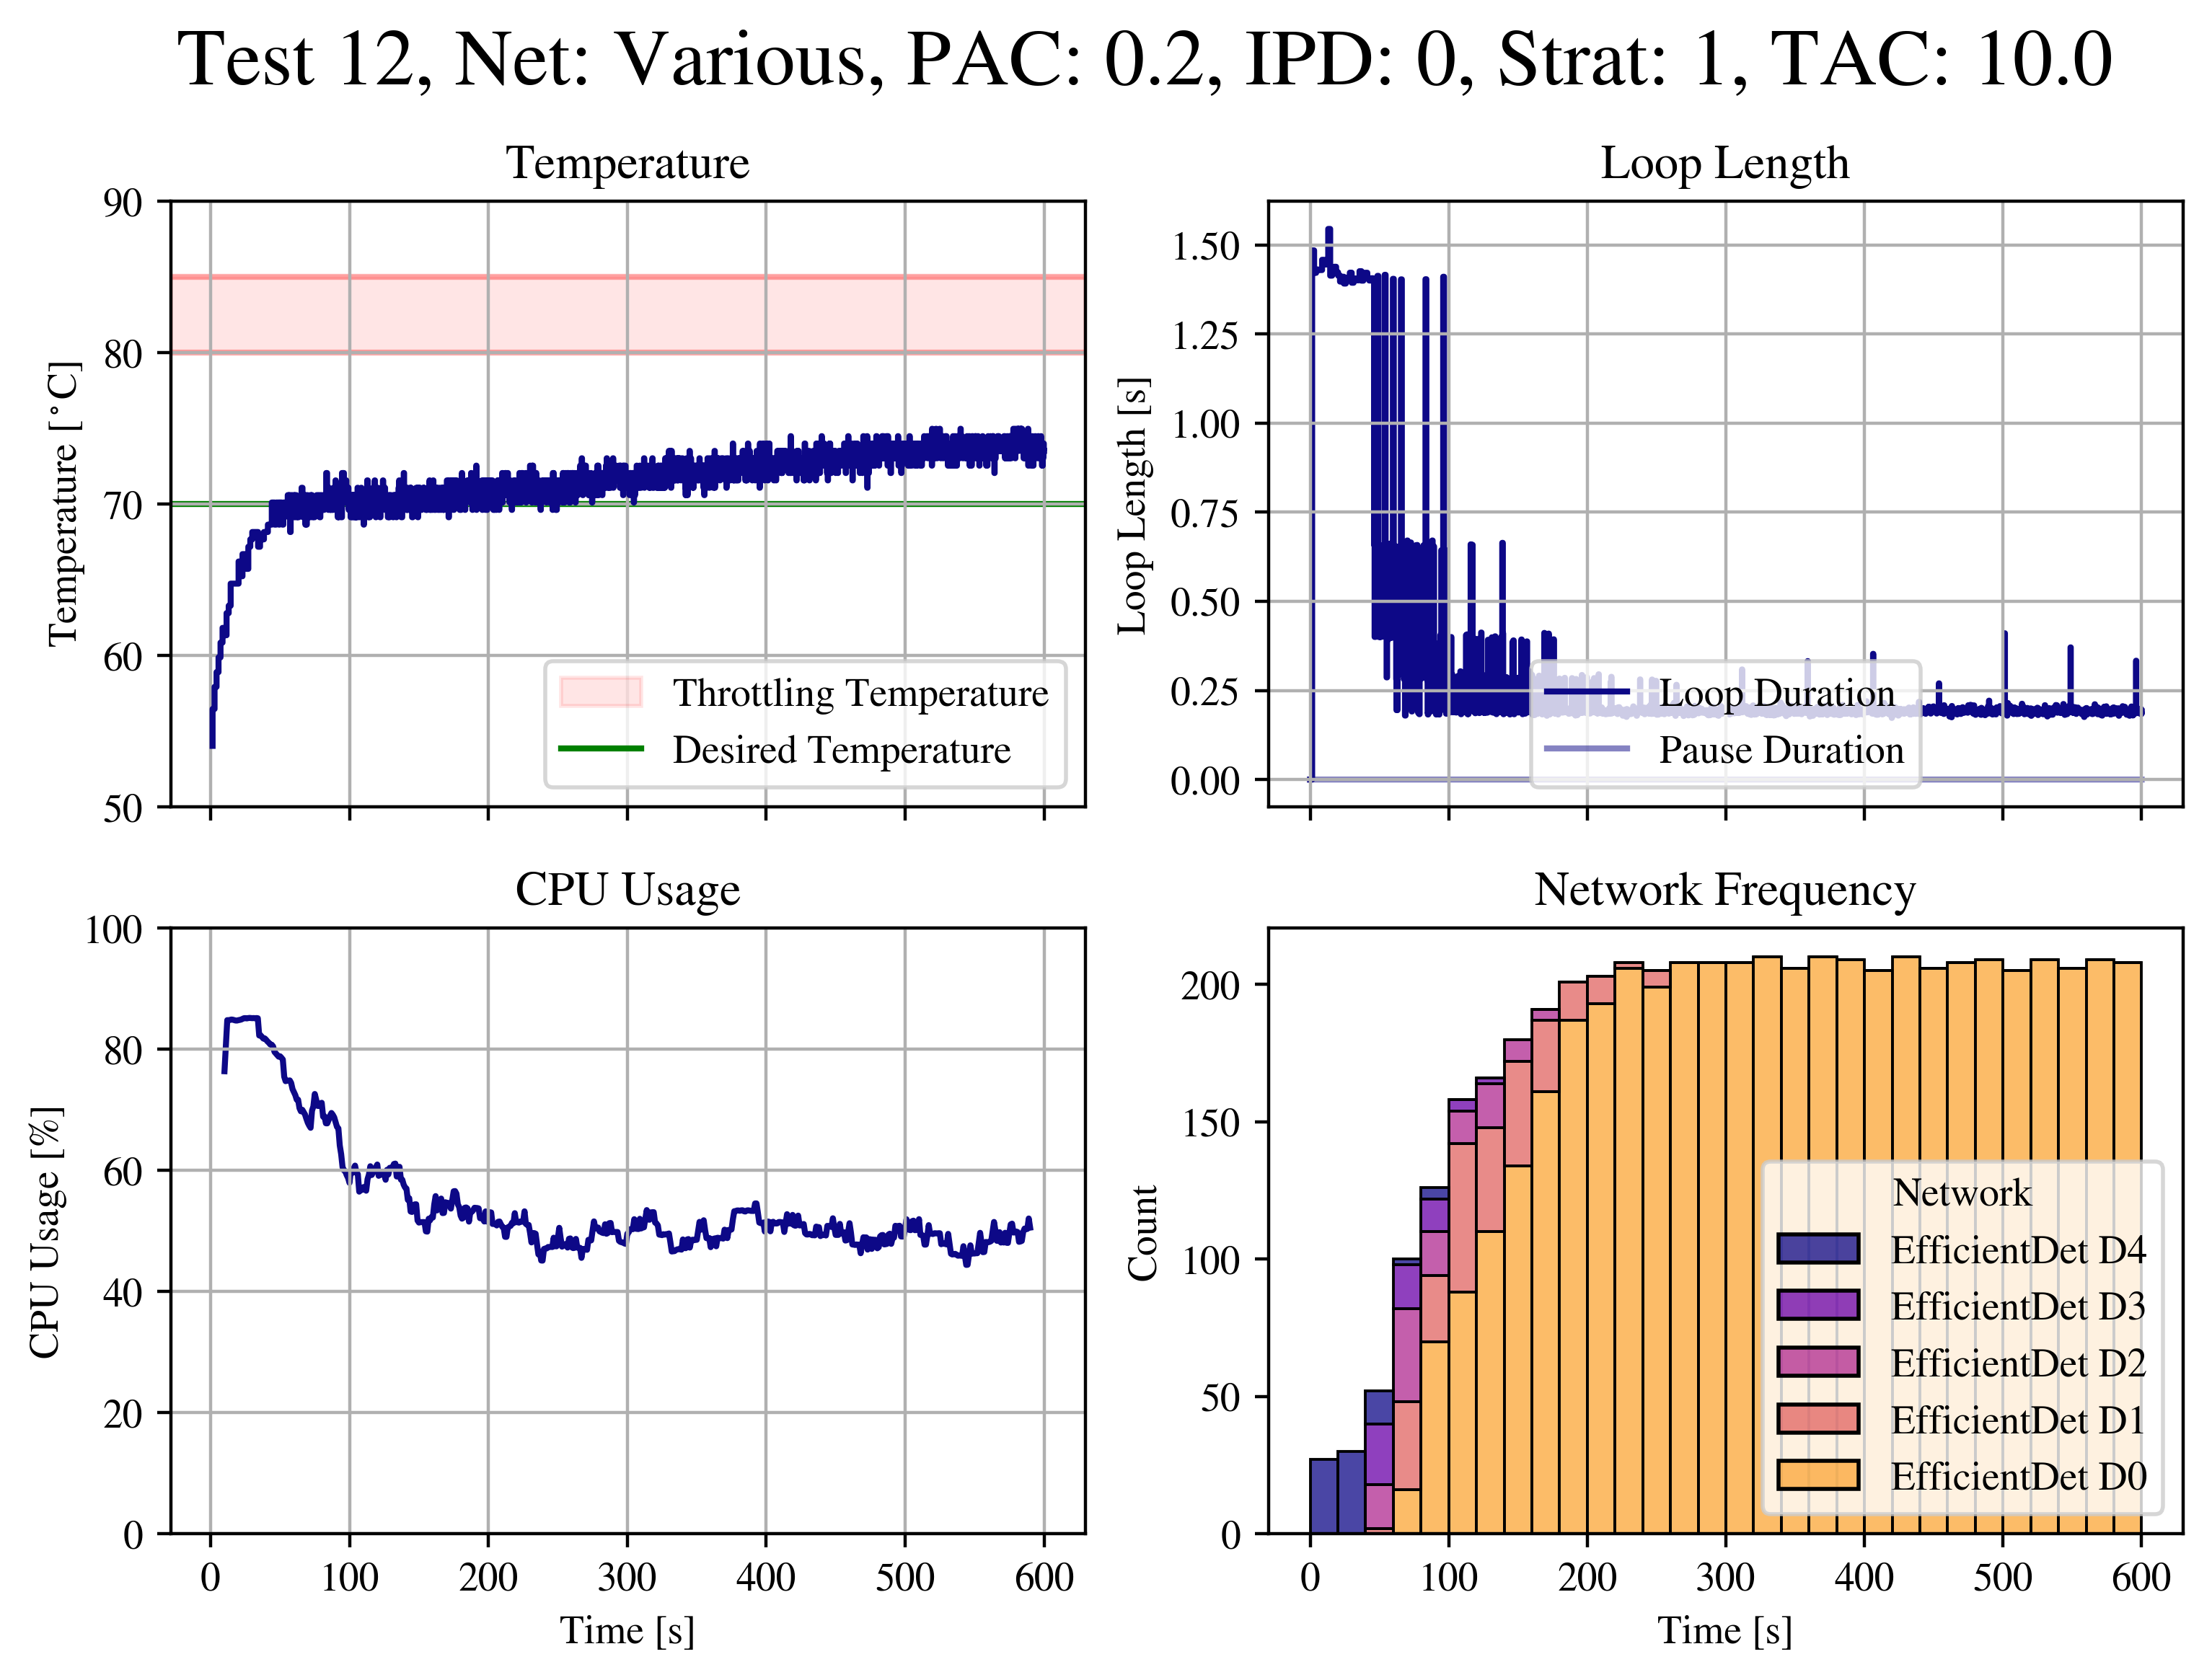 Test 12, Net: Various, PAC: 0.2, IPD: 0, Strat: 1, TAC: 10.0
Temperature
90
80
70
60
50
Temperature [°C]
Throttling Temperature
Desired Temperature
Loop Length
1.50
1.25
1.00
0.75
0.50
0.25
0.00
Loop Length [s]
Loop Duration
Pause Duration
CPU Usage
100
80
60
40
20
0
CPU Usage [%]
0 100 200 300 400 500 600
Time [s]
Network Frequency
200
150
100
50
0
Count
Network
EfficientDet D4
EfficientDet D3
EfficientDet D2
EfficientDet D1
EfficientDet D0
0 100 200 300 400 500 600
Time [s]